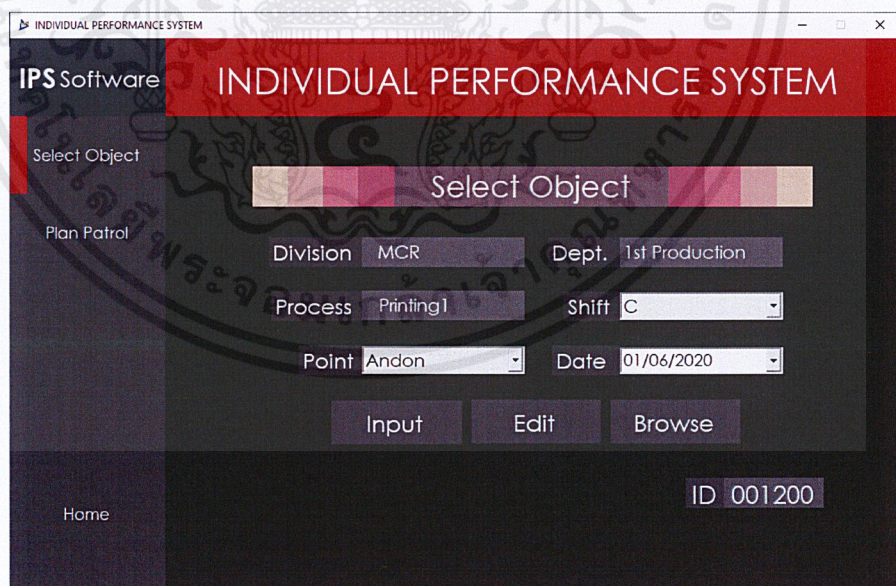 INDIVIDUAL PERFORMANCE SYSTEM
IPS Software
INDIVIDUAL PERFORMANCE SYSTEM
Select Object
Plan Patrol
Home
Select Object
Division MCR Dept. 1st Production
Process Printing1 Shift C
Point Andon Date 01/06/2020
Input Edit Browse
ID 001200